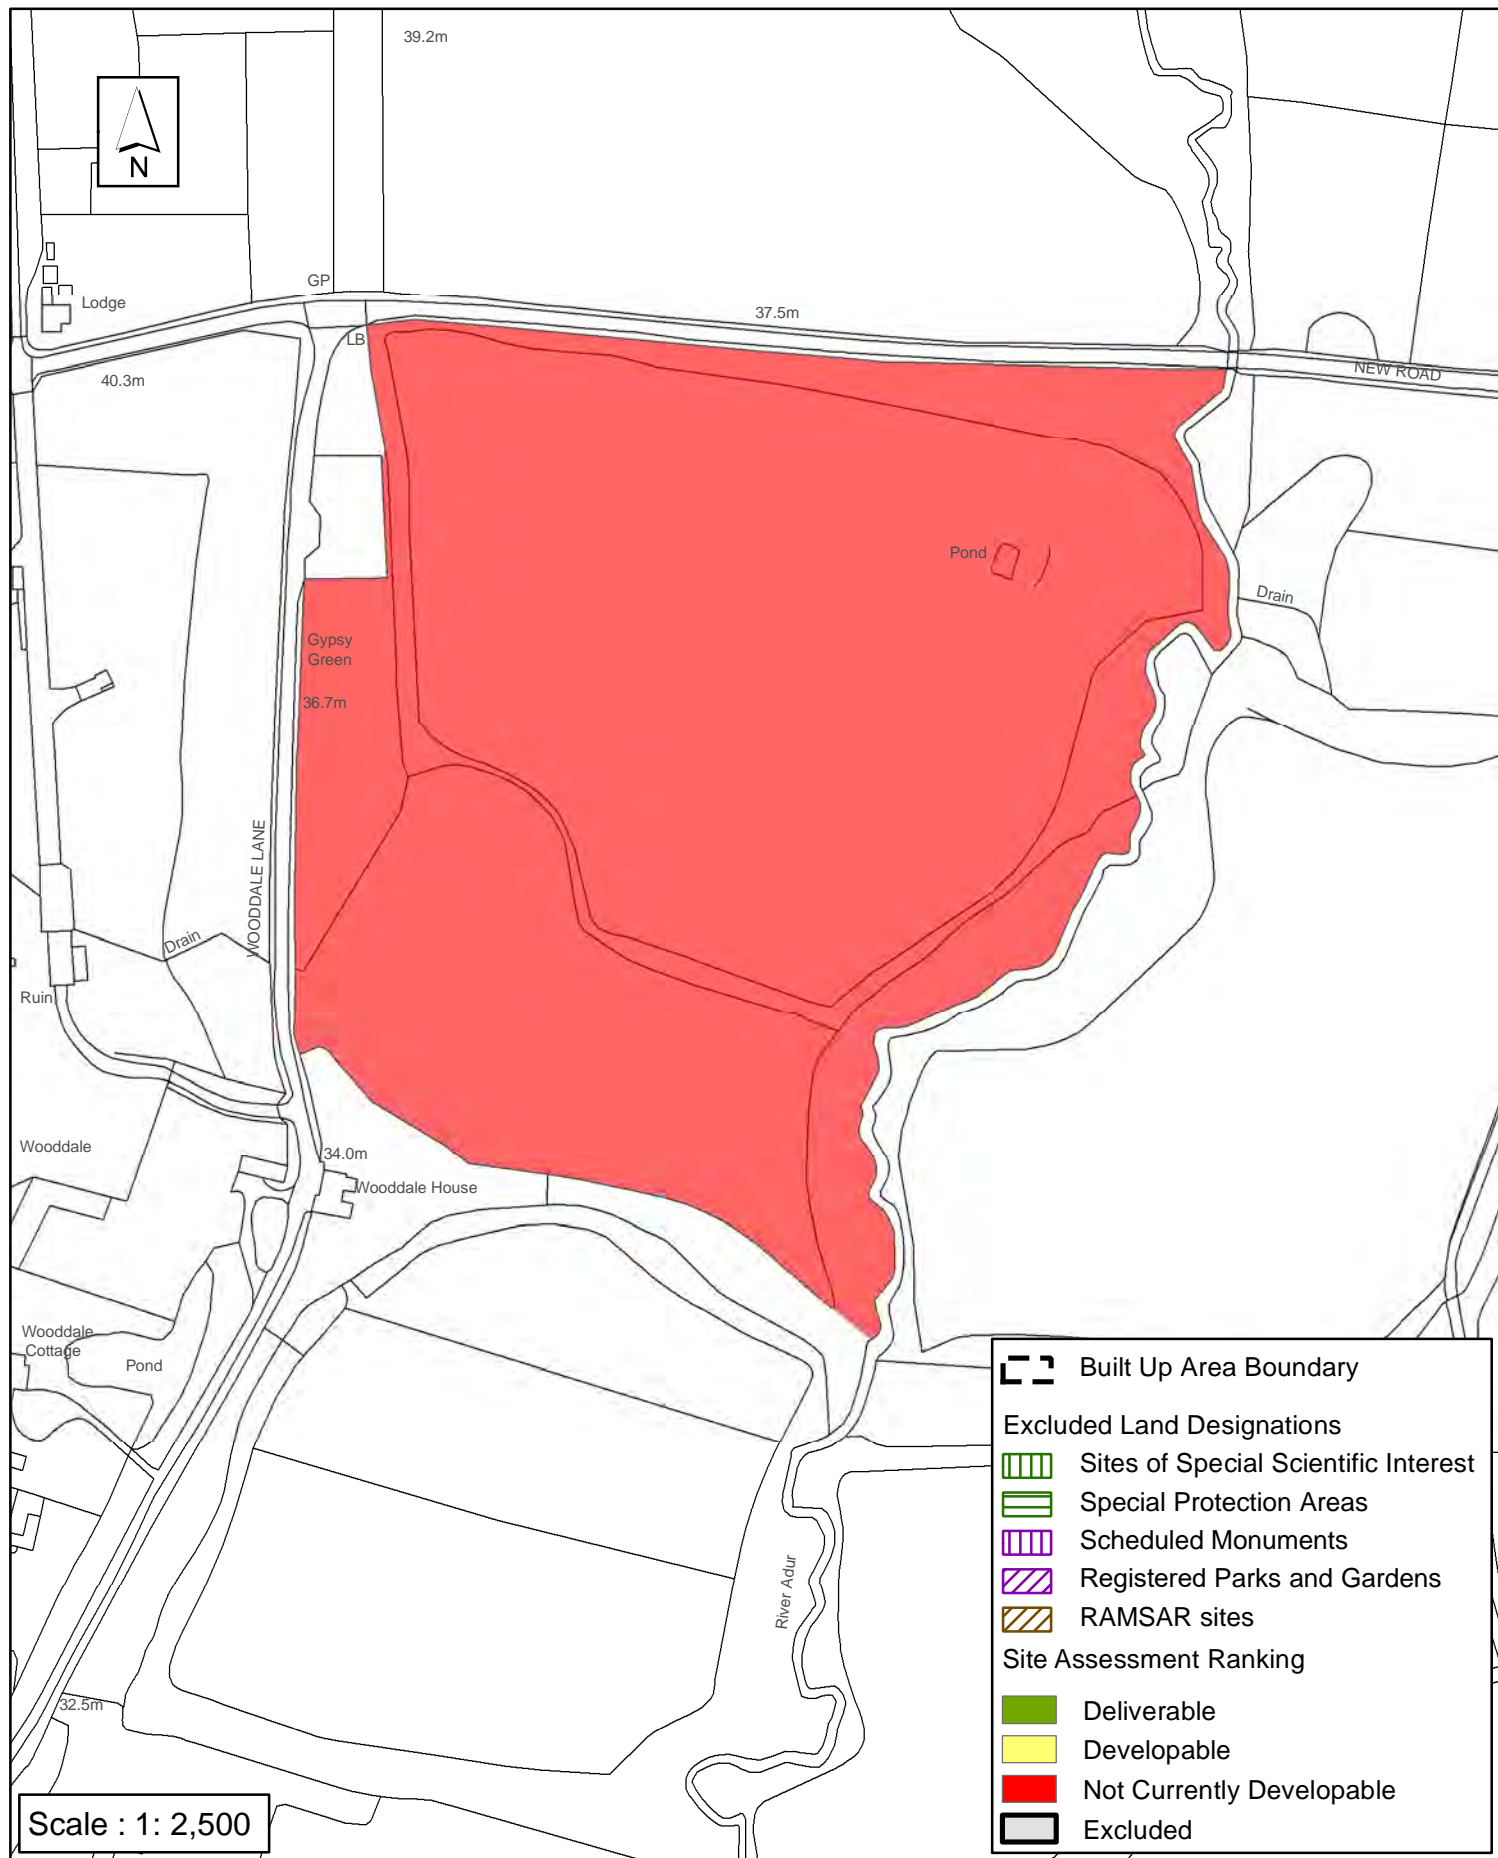 39.2m
N
GP
Lodge
37.5m
LB
40.3m
NEW ROAD
Pond
Drain
Gypsy
Green
36.7m
WOODDALE LANE
Drain
Ruin
Wooddale
34.0m
Wooddale House
Wooddale
Cottage
Pond
River Adur
32.5m
Scale : 1: 2,500
Built Up Area Boundary
Excluded Land Designations
Sites of Special Scientific Interest
Special Protection Areas
Scheduled Monuments
Registered Parks and Gardens
RAMSAR sites
Site Assessment Ranking
Deliverable
Developable
Not Currently Developable
Excluded